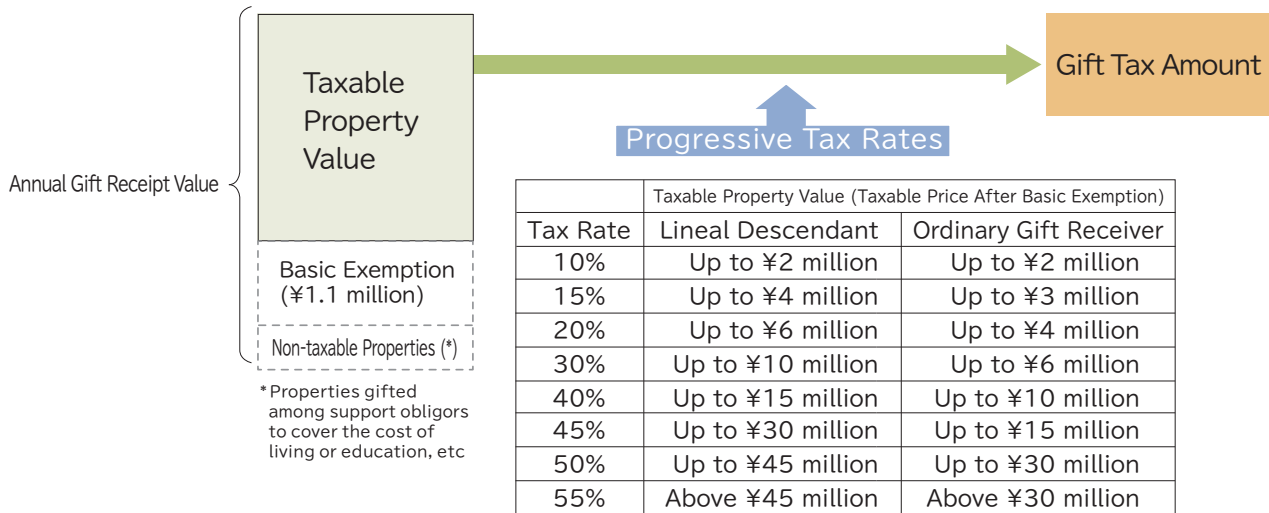 Taxable
Property
Value
Gift Tax Amount
Progressive Tax Rates
Annual Gift Receipt Value
Basic Exemption
(¥1.1 million)
Non-taxable Properties (*)
*Properties gifted
among support obligors
to cover the cost of
living or education, etc
Taxable Property Value (Taxable Price After Basic Exemption)
Tax Rate Lineal Descendant Ordinary Gift Receiver
10% Up to ¥2 million Up to ¥2 million
15% Up to ¥4 million Up to ¥3 million
20% Up to ¥6 million Up to ¥4 million
30% Up to ¥10 million Up to ¥6 million
40% Up to ¥15 million Up to ¥10 million
45% Up to ¥30 million Up to ¥15 million
50% Up to ¥45 million Up to ¥30 million
55% Above ¥45 million Above ¥30 million